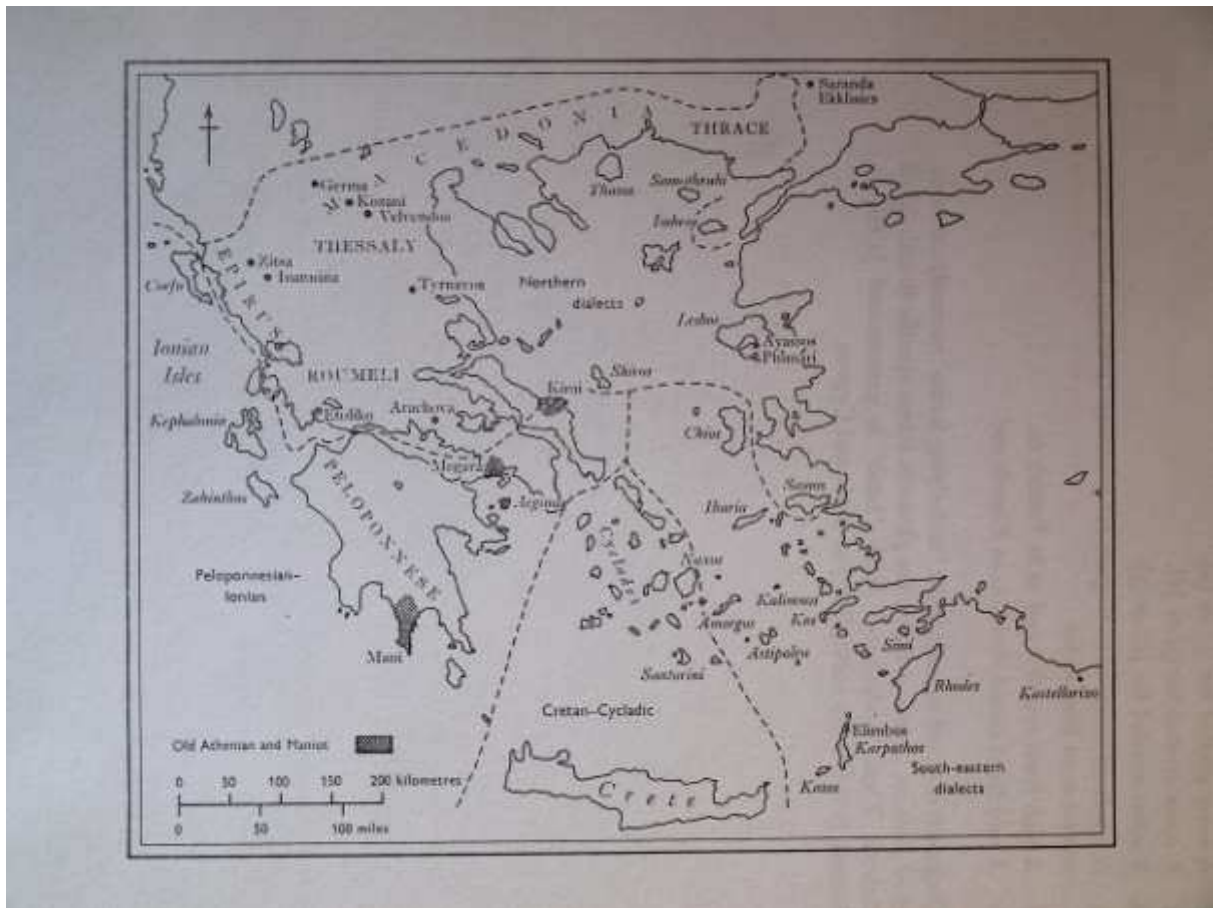 Saranda
Ekklisies
MACEDONIA
THRACE
Germa
Kozani
Velvendos
Thasos
Samothraki
Imbros
THESSALY
Zitsa
Ioannina
EPIRUS
Corfu
Tyrnavos
Northern
dialects
Lesbos
Ayassos
Plumari
Ionian
Isles
ROUMELI
Skiros
Kimi
Kephalonia
Arachova
Chios
Megara
Zakinthos
Aegina
PELOPONNESE
Ikaria
Samos
Cyclades
Naxos
Peloponnesian–
Ionian
Kalimnos
Kos
Amorgos
Astipalea
Simi
Mani
Santorini
Rhodes
Kastellorizo
Cretan–Cycladic
Elimbos
Karpathos
Old Athenian and Maniot
0 50 100 150 200 kilometres
0 50 100 miles
Crete
Kasos
South-eastern
dialects